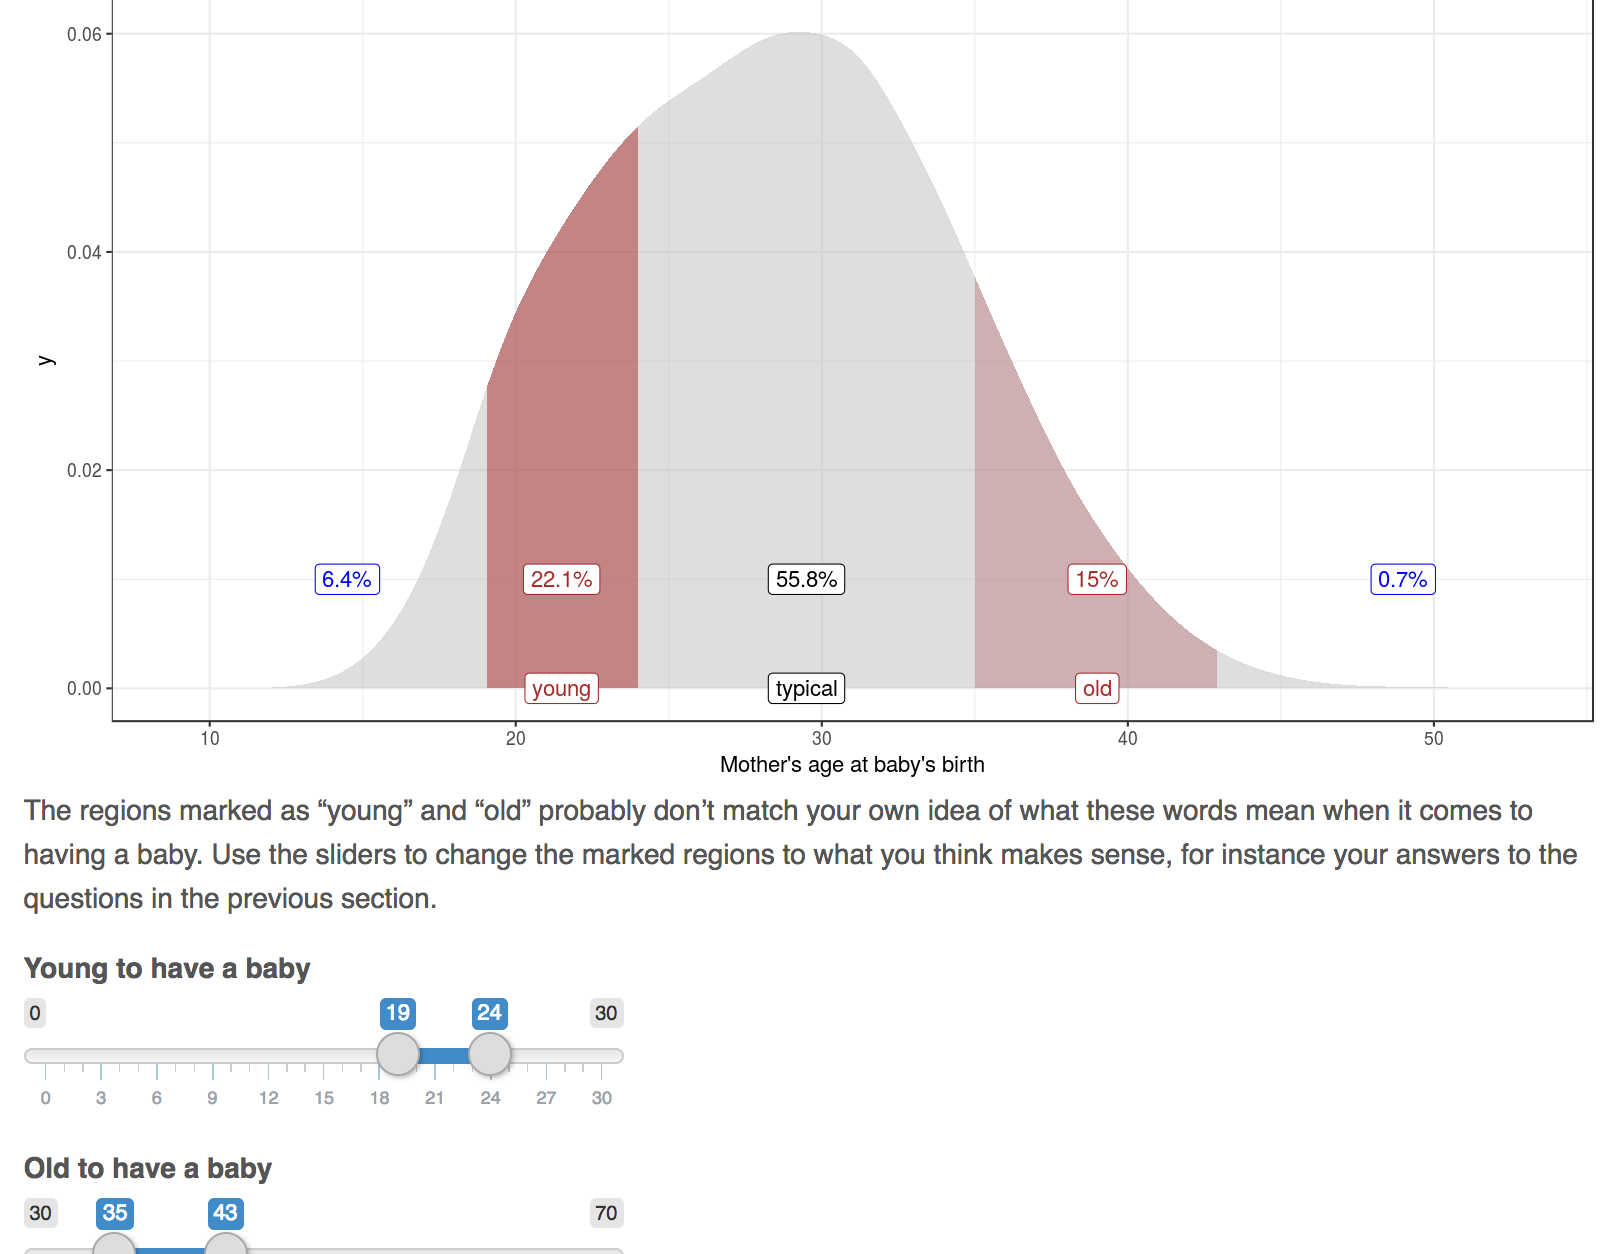 0.06
0.04
y
0.02
6.4% 22.1% 55.8% 15% 0.7%
0.00
young typical old
10 20 30 40 50
Mother's age at baby's birth
The regions marked as “young” and “old” probably don’t match your own idea of what these words mean when it comes to
having a baby. Use the sliders to change the marked regions to what you think makes sense, for instance your answers to the
questions in the previous section.
Young to have a baby
0 19 24 30
0 3 6 9 12 15 18 21 24 27 30
Old to have a baby
30 35 43 70